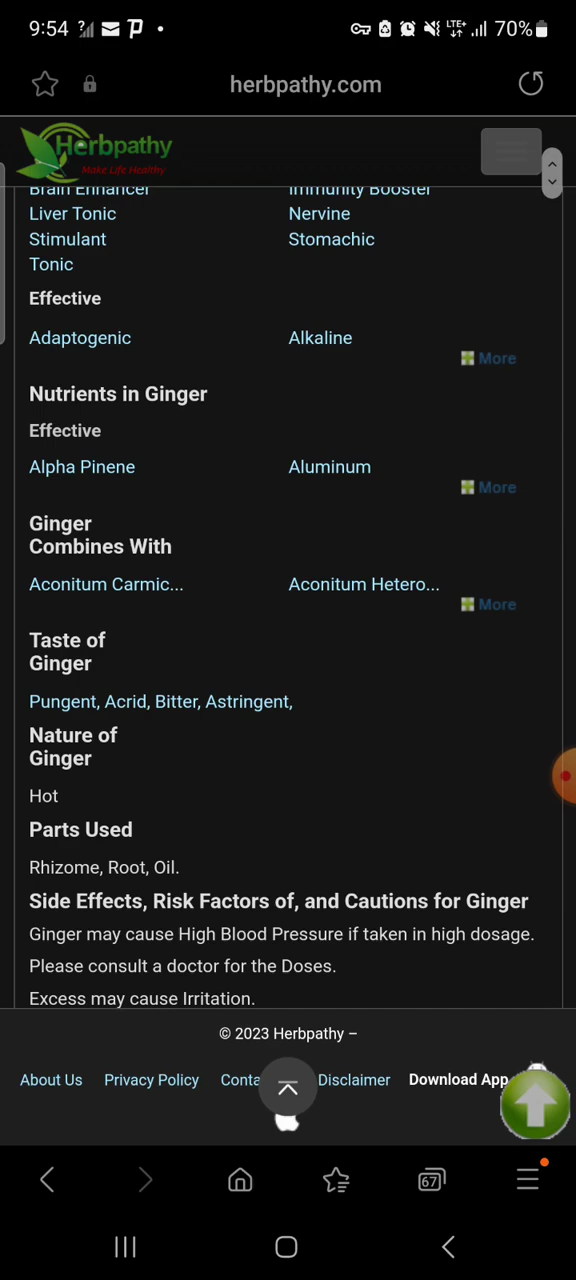 9:54
LTE+
70%
herbpathy.com
Herbpathy
Make Life Healthy
Brain Enhancer Immunity Booster
Liver Tonic Nervine
Stimulant Stomachic
Tonic
Effective
Adaptogenic Alkaline
More
Nutrients in Ginger
Effective
Alpha Pinene Aluminum
More
Ginger
Combines With
Aconitum Carmic... Aconitum Hetero...
More
Taste of
Ginger
Pungent, Acrid, Bitter, Astringent,
Nature of
Ginger
Hot
Parts Used
Rhizome, Root, Oil.
Side Effects, Risk Factors of, and Cautions for Ginger
Ginger may cause High Blood Pressure if taken in high dosage.
Please consult a doctor for the Doses.
Excess may cause Irritation.
© 2023 Herbpathy –
About Us Privacy Policy Conta Disclaimer Download App
67